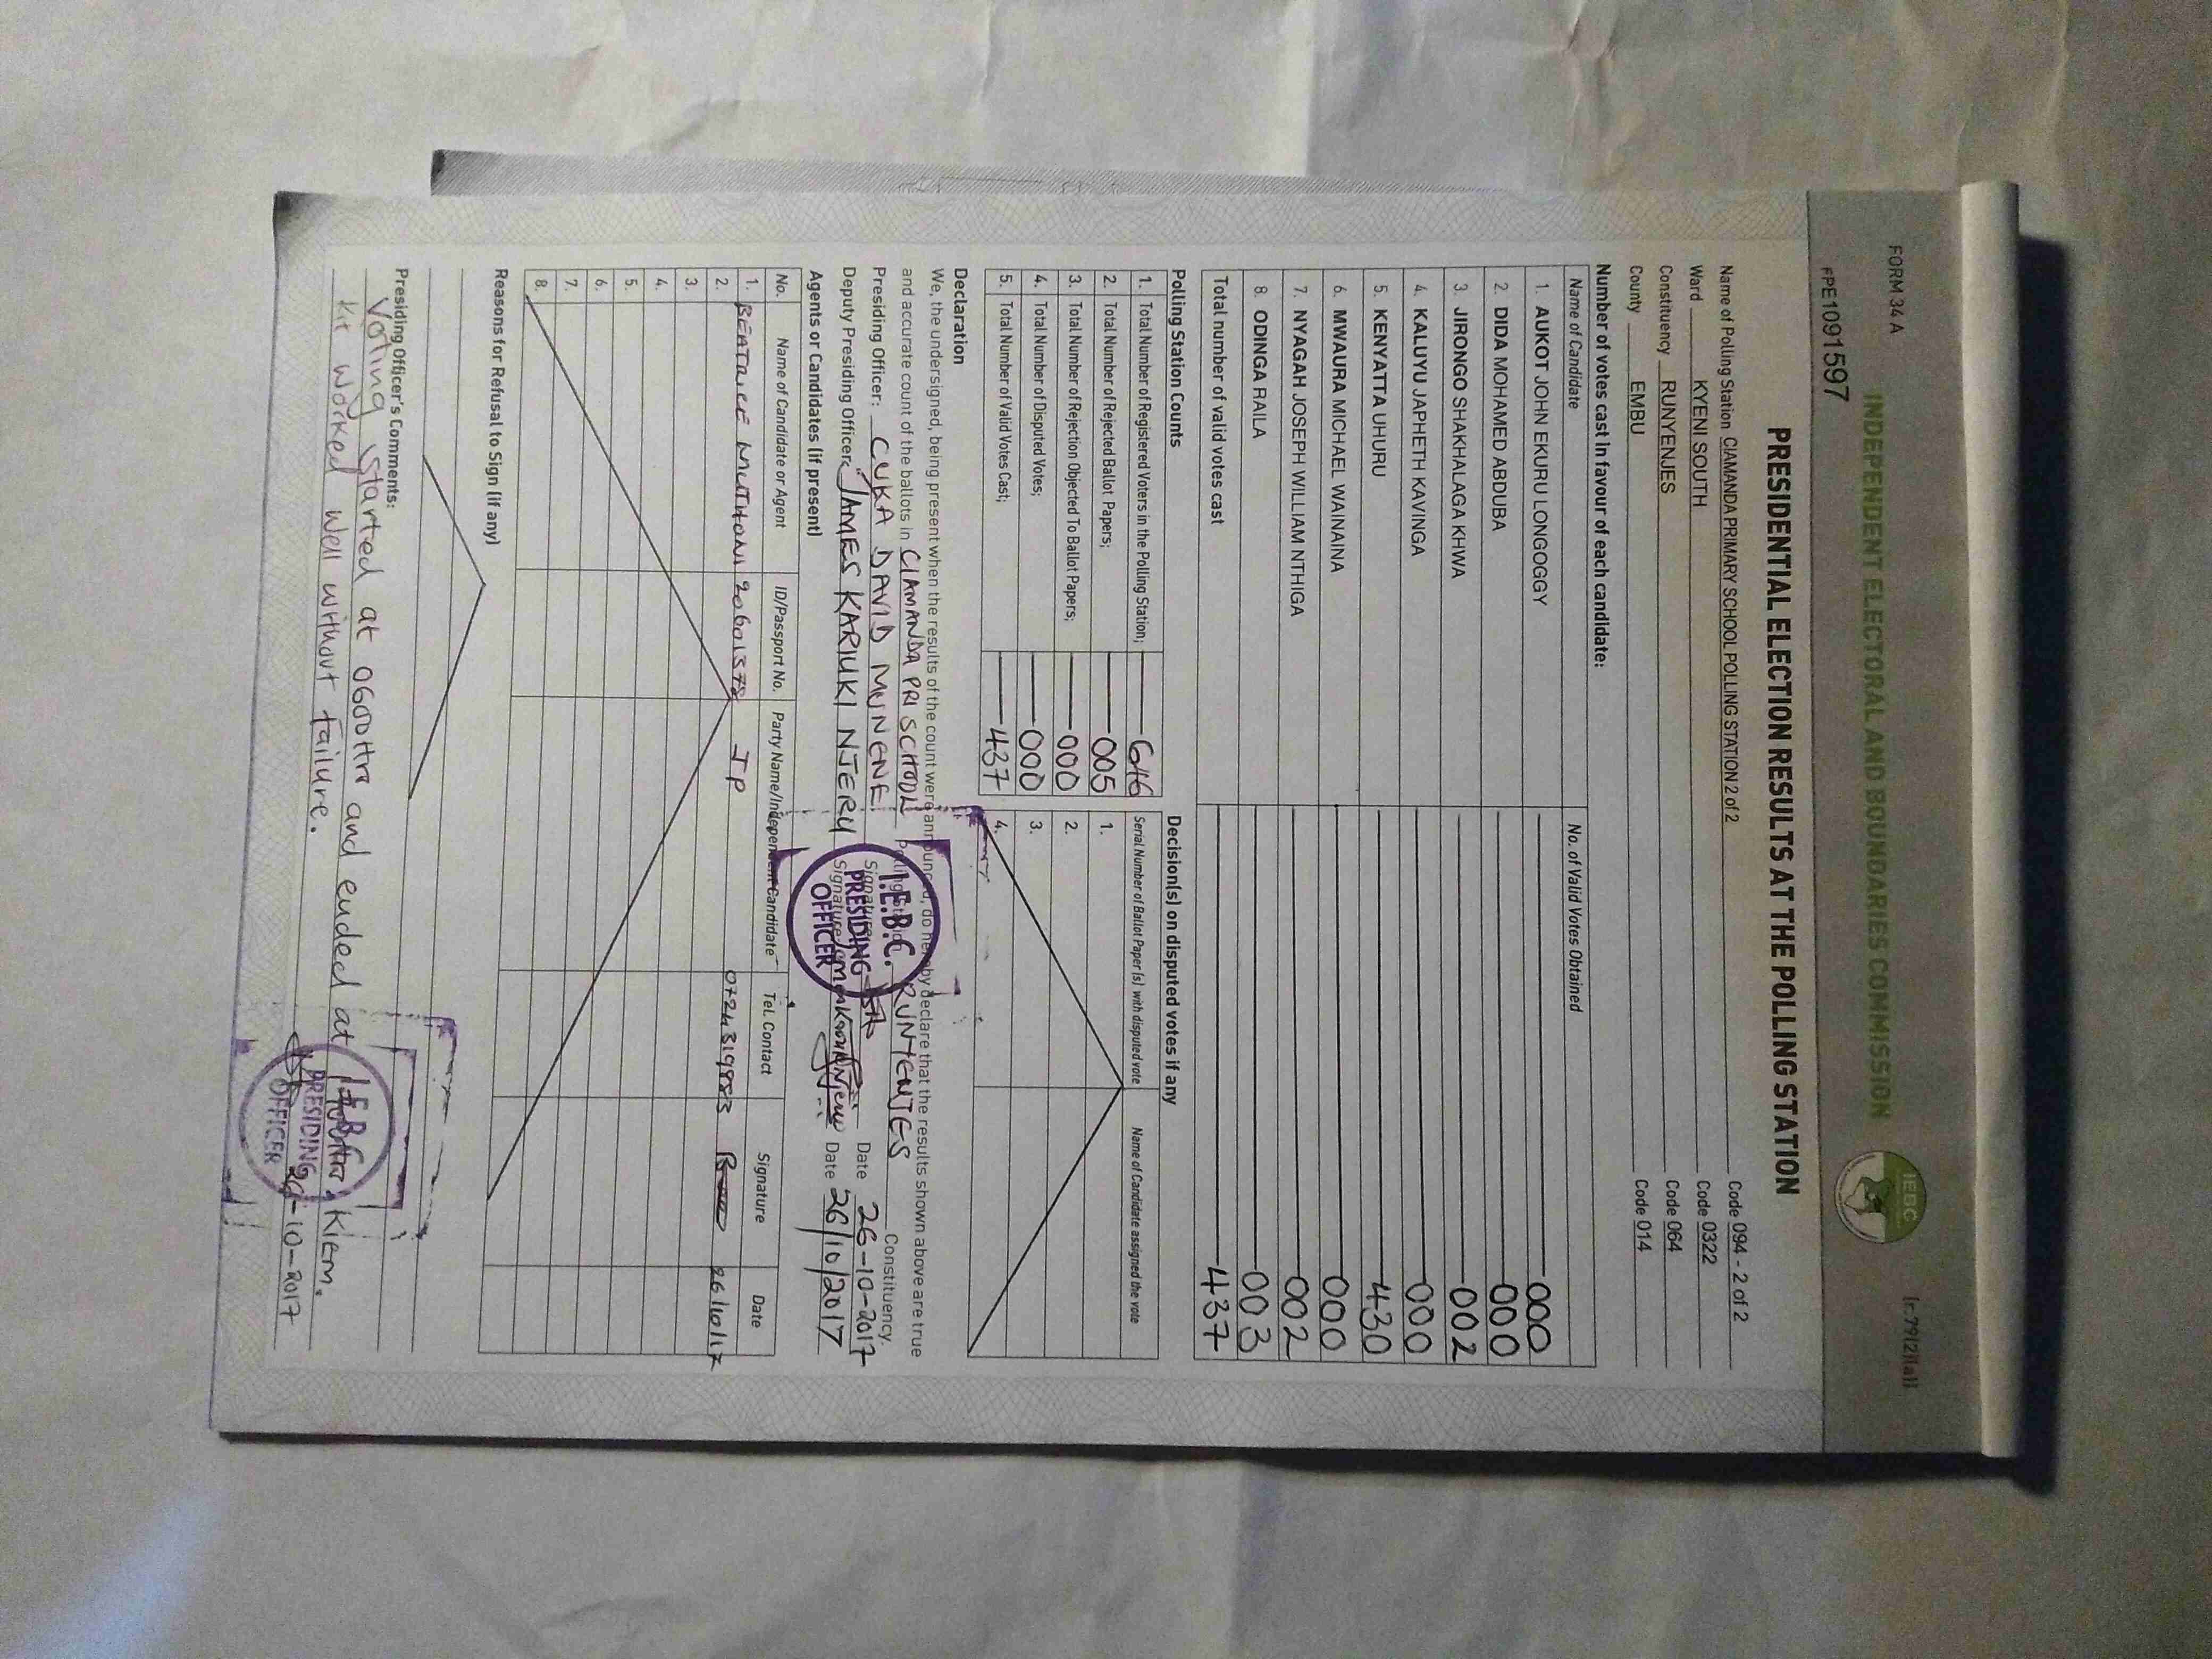 FORM 34 A
[r.79(2)(a)]
INDEPENDENT ELECTORAL AND BOUNDARIES COMMISSION
IEBC
FPE1091597
PRESIDENTIAL ELECTION RESULTS AT THE POLLING STATION
Name of Polling Station CIAMANDA PRIMARY SCHOOL POLLING STATION 2 of 2 Code 094 - 2 of 2
Ward KYENI SOUTH Code 0322
Constituency RUNYENJES Code 064
County EMBU Code 014
Number of votes cast in favour of each candidate:
Name of Candidate No. of Valid Votes Obtained
1. AUKOT JOHN EKURU LONGOGGY 000
2. DIDA MOHAMED ABDUBA 000
3. JIRONGO SHAKHALAGA KHWA 002
4. KALUYU JAPHETH KAVINGA 000
5. KENYATTA UHURU 430
6. MWAURA MICHAEL WAINAINA 000
7. NYAGAH JOSEPH WILLIAM NTHIGA 002
8. ODINGA RAILA 003
Total number of valid votes cast 437
Polling Station Counts
1. Total Number of Registered Voters in the Polling Station;
2. Total Number of Rejected Ballot Papers; 005
3. Total Number of Rejection Objected To Ballot Papers; 000
4. Total Number of Disputed Votes; 000
5. Total Number of Valid Votes Cast; 437
Decision(s) on disputed votes if any
Serial Number of Ballot Paper (s) with disputed vote Name of Candidate assigned the vote
1.
2.
3.
4.
Declaration
We, the undersigned, being present when the results of the count were announced, do hereby declare that the results shown above are true
and accurate count of the ballots in CIAMANDA PRI SCHOOL Polling Station RUNYENJES Constituency.
Presiding Officer: CUKA DAVID MUNENE Signature Date 26-10-2017
Deputy Presiding Officer: JAMES KARIUKI NJERU Signature Date 26/10/2017
I.E.B.C.
PRESIDING
OFFICER
Agents or Candidates (if present)
No. Name of Candidate or Agent ID/Passport No. Party Name/Independent Candidate Tel. Contact Signature Date
1. BEATRICE MUTHONI JP 26/10/17
2.
3.
4.
5.
6.
7.
8.
Reasons for Refusal to Sign (if any)
Presiding Officer's Comments:
Voting started at 0600Hrs and ended at
Kit worked well without failure.
I.E.B.C.
PRESIDING
OFFICER
26-10-2017